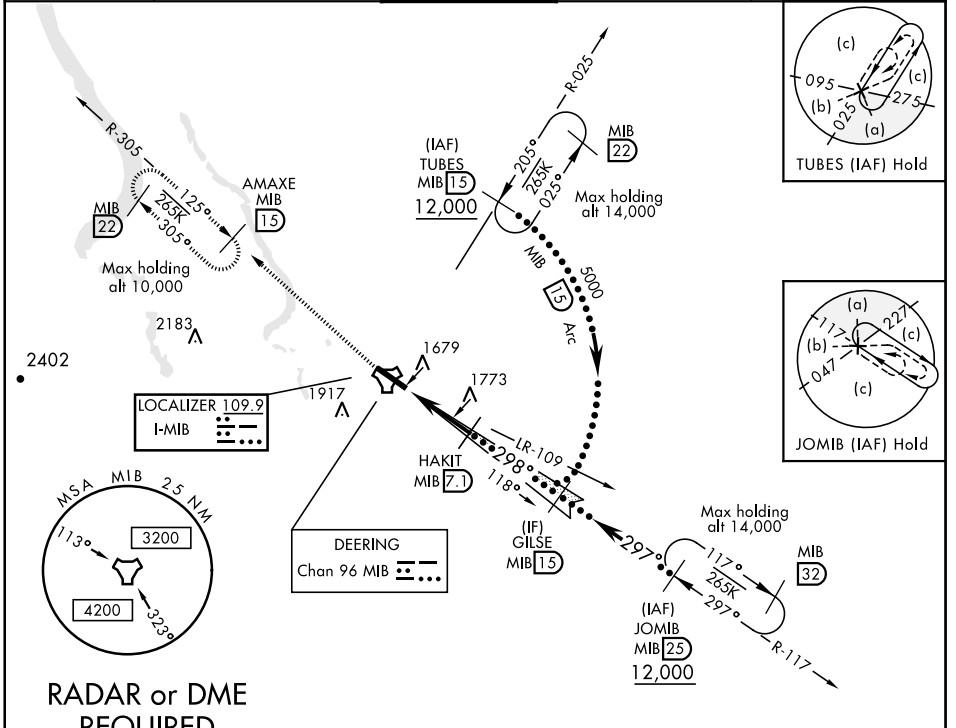 R-025
(IAF)
TUBES
MIB 15
12,000
205°
265K
025°
MIB
22
Max holding
alt 14,000
(c)
095
(c)
(b)
275
025
(a)
TUBES (IAF) Hold
R-305
125°
265K
305°
AMAXE
MIB
15
MIB
22
Max holding
alt 10,000
MIB
15
Arc
5000
2183
2402
1679
1773
1917
LOCALIZER 109.9
I-MIB
HAKIT
MIB 7.1
LR-109
298°
118°
(IF)
GILSE
MIB 15
(a)
117
227
(b)
(c)
047
(c)
JOMIB (IAF) Hold
MSA MIB 25 NM
113°
3200
4200
323°
DEERING
Chan 96 MIB
297°
Max holding
alt 14,000
117°
265K
297°
MIB
32
(IAF)
JOMIB
MIB 25
12,000
R-117
RADAR or DME
REQUIRED